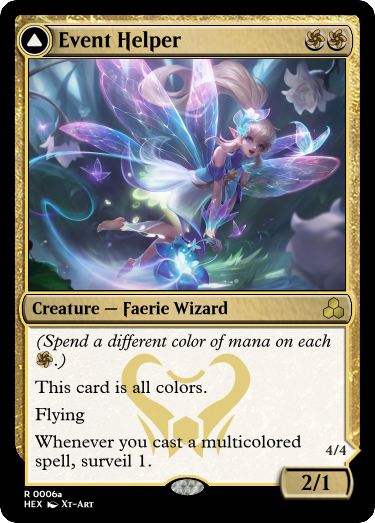 Event Helper
Creature — Faerie Wizard
(Spend a different color of mana on each
.)
This card is all colors.
Flying
Whenever you cast a multicolored
spell, surveil 1.
4/4
2/1
R 0006a
HEX Xt-Art